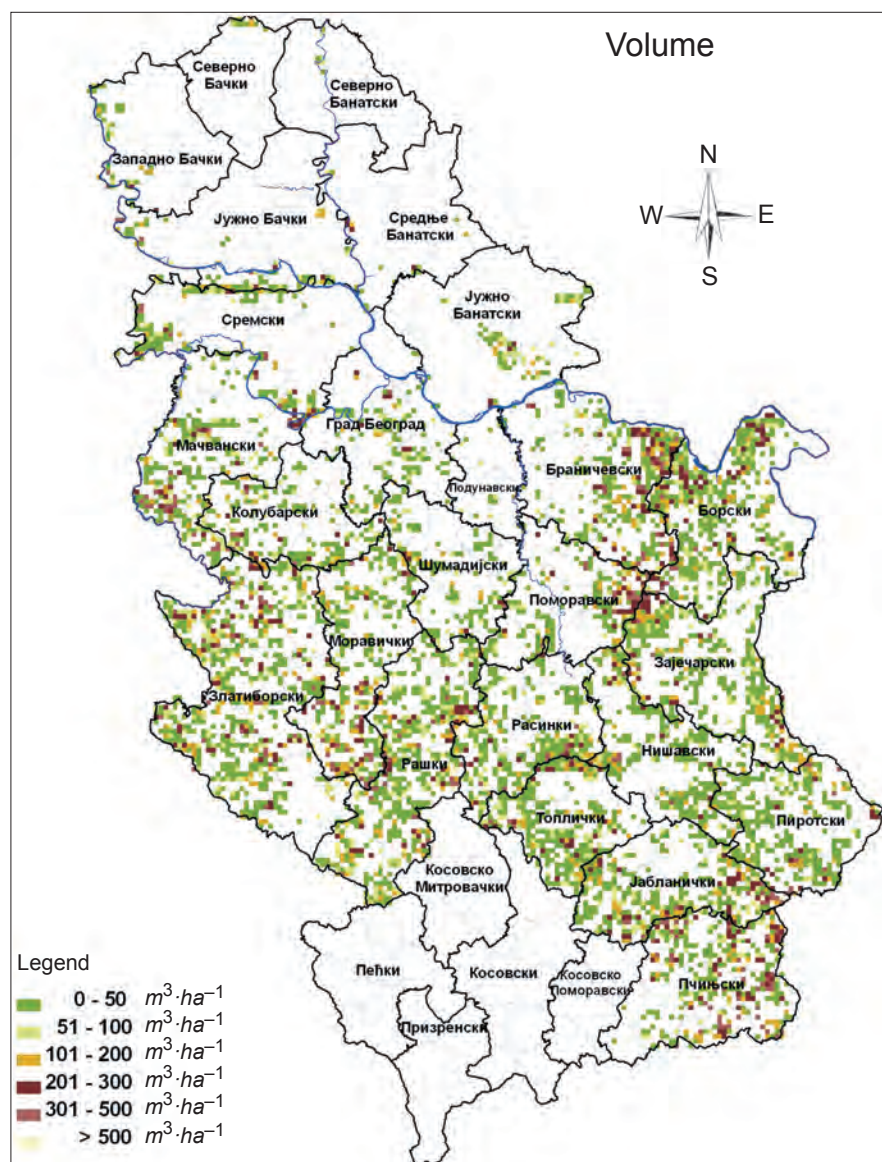 Volume
Северно
Бачки
Северно
Банатски
Западно Бачки
N
W
E
S
Јужно Бачки
Средње
Банатски
Јужно
Банатски
Сремски
Мачвански
Град Београд
Подунавски
Браничевски
Борски
Колубарски
Шумадијски
Поморавски
Моравички
Зајечарски
Златиборски
Расинки
Нишавски
Рашки
Топлички
Пиротски
Косовско
Митровачки
Јабланички
Пећки
Косовски
Косовско
Поморавски
Пчињски
Призренски
Legend
0 - 50 m³·ha⁻¹
51 - 100 m³·ha⁻¹
101 - 200 m³·ha⁻¹
201 - 300 m³·ha⁻¹
301 - 500 m³·ha⁻¹
> 500 m³·ha⁻¹